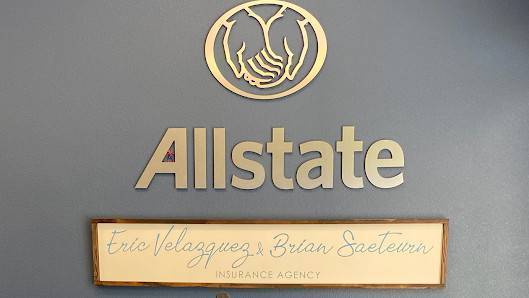 Allstate
Eric Velazquez & Brian Saeteurn
INSURANCE AGENCY